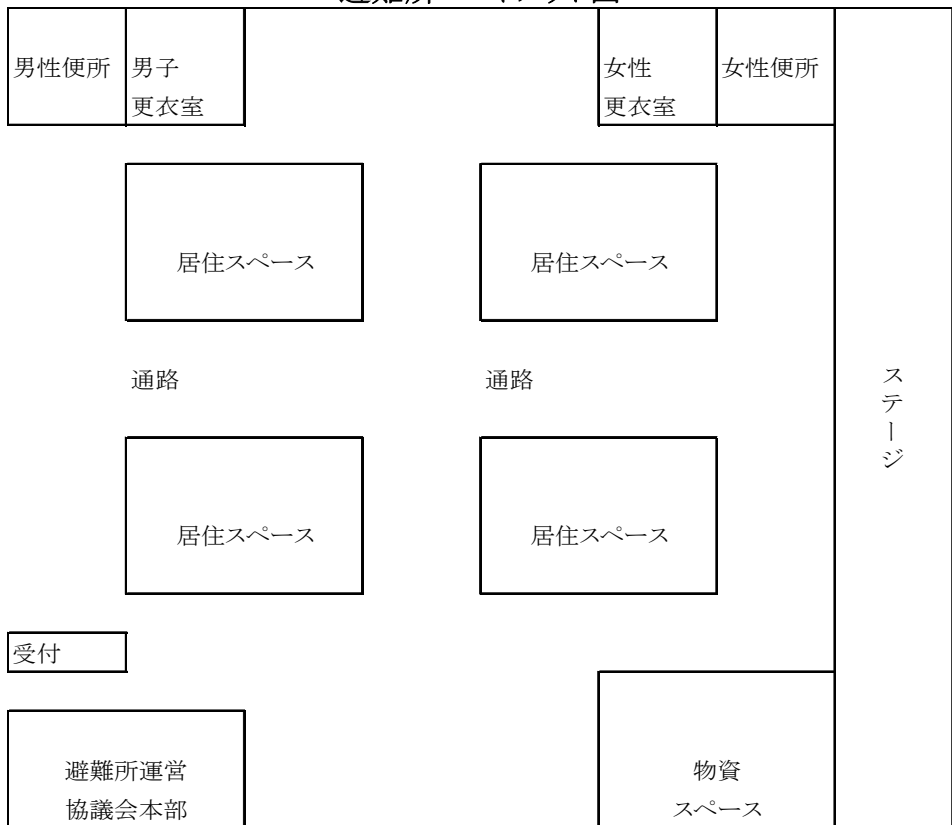 男性便所
男子
更衣室
女性
更衣室
女性便所
居住スペース
居住スペース
通路
通路
ステージ
居住スペース
居住スペース
受付
避難所運営
協議会本部
物資
スペース